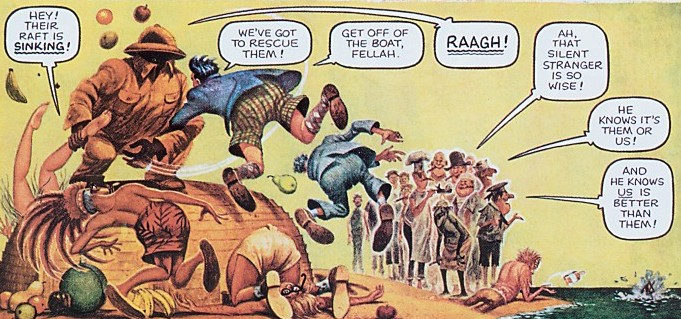 HEY!
THEIR
RAFT IS
SINKING!
WE'VE GOT
TO RESCUE
THEM!
GET OFF OF
THE BOAT,
FELLAH.
RAAGH!
AH,
THAT
SILENT
STRANGER
IS SO
WISE!
HE
KNOWS IT'S
THEM OR
US!
AND
HE KNOWS
US IS
BETTER
THAN
THEM!